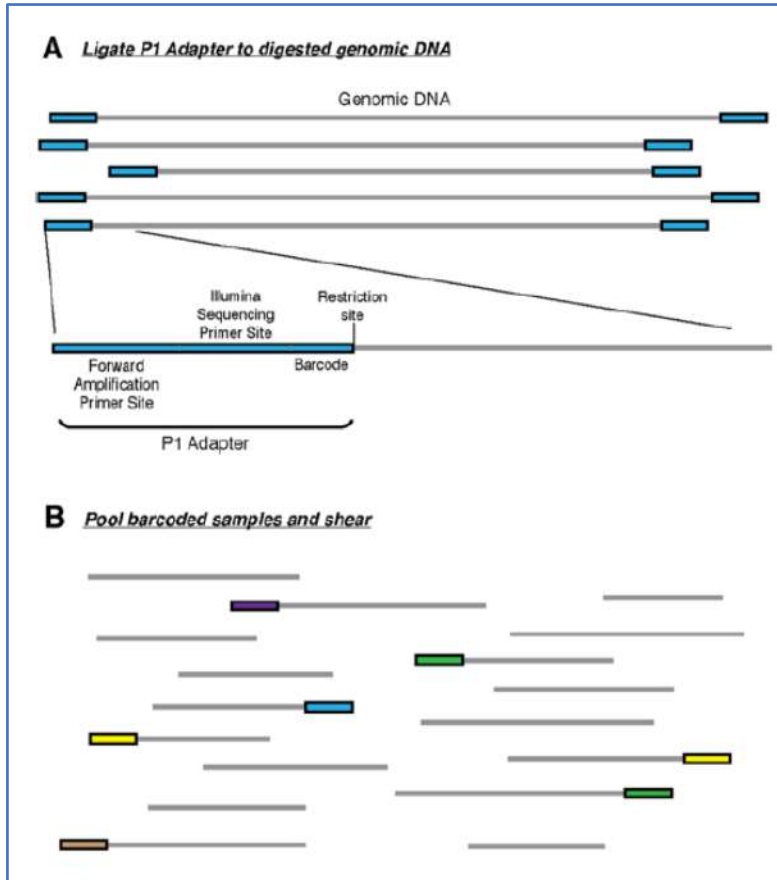 A Ligate P1 Adapter to digested genomic DNA
Genomic DNA
Illumina
Sequencing
Primer Site
Restriction
site
Forward
Amplification
Primer Site
Barcode
P1 Adapter
B Pool barcoded samples and shear